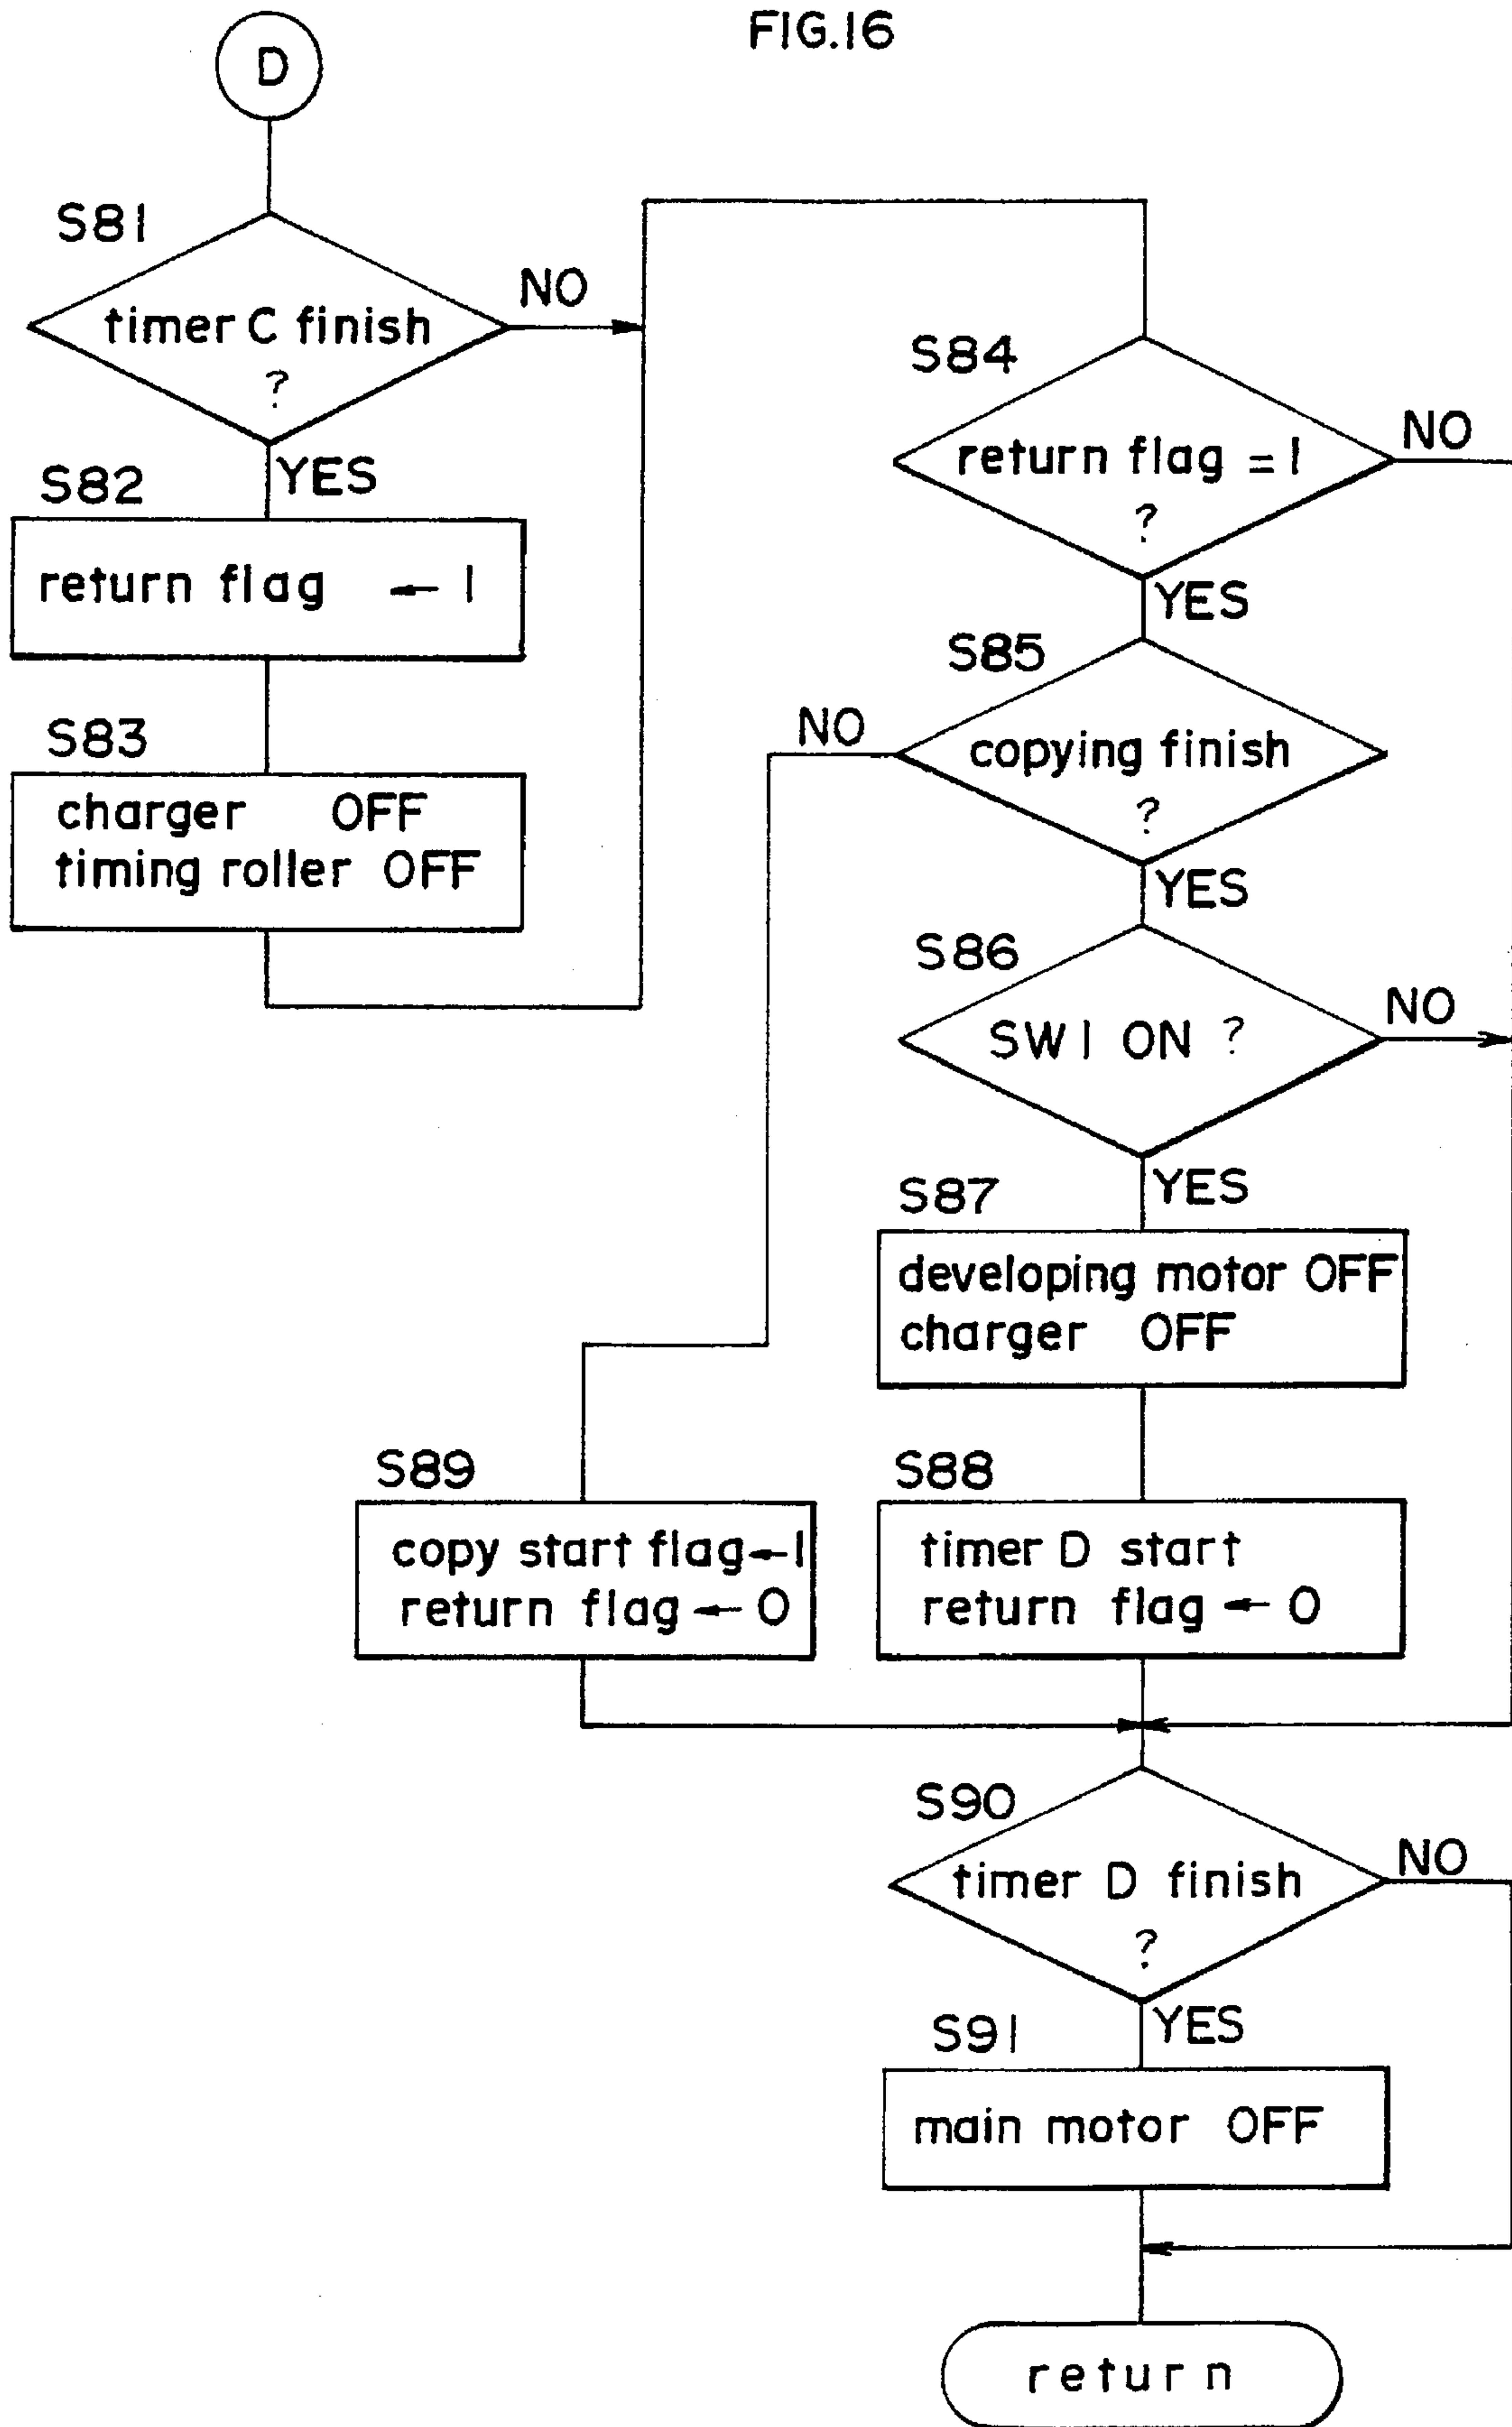 FIG.16
D
S81
timer C finish
?
NO
YES
S82
return flag ← 1
S83
charger OFF
timing roller OFF
S84
return flag = 1
?
NO
YES
S85
copying finish
?
NO
YES
S86
SW1 ON ?
NO
YES
S87
developing motor OFF
charger OFF
S89
copy start flag←1
return flag ← 0
S88
timer D start
return flag ← 0
S90
timer D finish
?
NO
YES
S91
main motor OFF
return